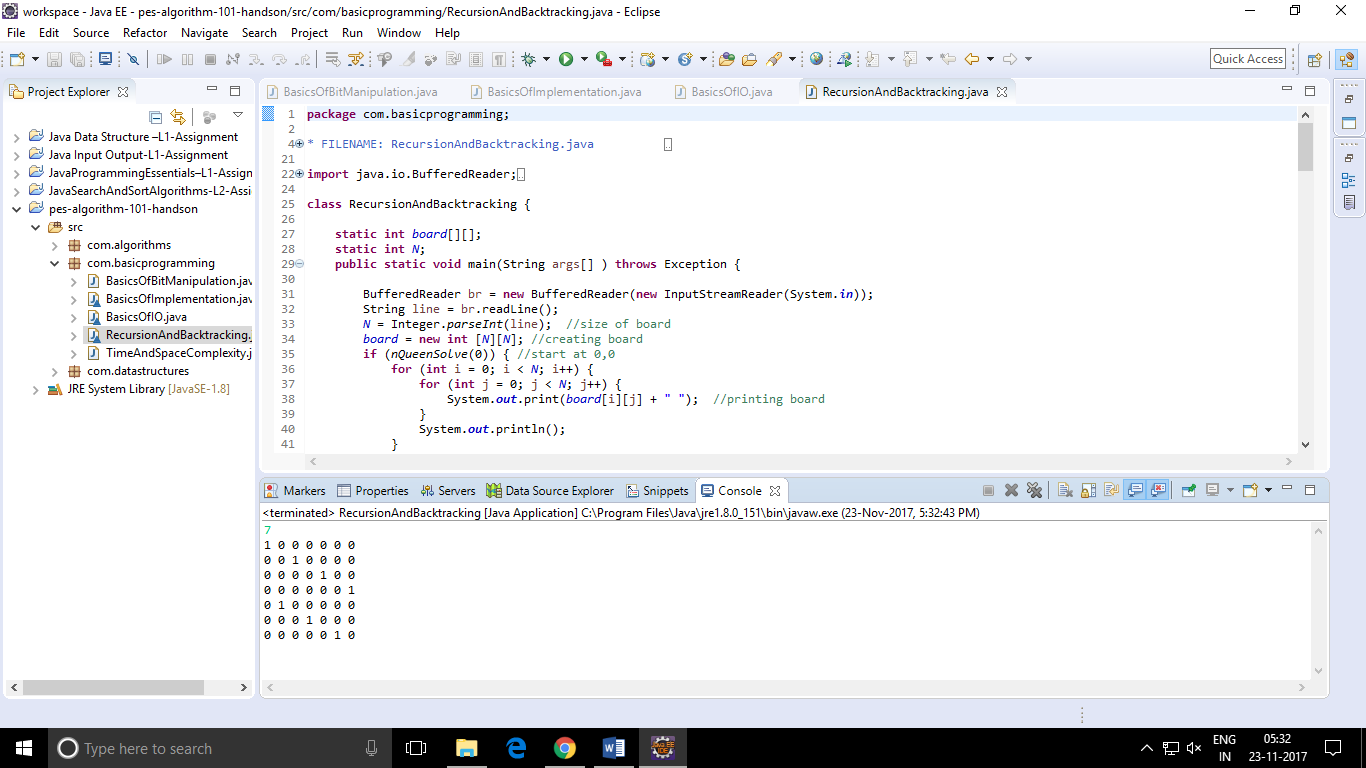 workspace - Java EE - pes-algorithm-101-handson/src/com/basicprogramming/RecursionAndBacktracking.java - Eclipse
File Edit Source Refactor Navigate Search Project Run Window Help
Quick Access
Project Explorer
Java Data Structure –L1-Assignment
Java Input Output-L1-Assignment
JavaProgrammingEssentials–L1-Assign
JavaSearchAndSortAlgorithms-L2-Assi
pes-algorithm-101-handson
src
com.algorithms
com.basicprogramming
BasicsOfBitManipulation.jav
BasicsOfImplementation.jav
BasicsOfIO.java
RecursionAndBacktracking.
TimeAndSpaceComplexity.j
com.datastructures
JRE System Library [JavaSE-1.8]
BasicsOfBitManipulation.java BasicsOfImplementation.java BasicsOfIO.java RecursionAndBacktracking.java
1 package com.basicprogramming;
2
4 * FILENAME: RecursionAndBacktracking.java
21
22 import java.io.BufferedReader;
24
25 class RecursionAndBacktracking {
26
27 static int board[][];
28 static int N;
29 public static void main(String args[] ) throws Exception {
30
31 BufferedReader br = new BufferedReader(new InputStreamReader(System.in));
32 String line = br.readLine();
33 N = Integer.parseInt(line); //size of board
34 board = new int [N][N]; //creating board
35 if (nQueenSolve(0)) { //start at 0,0
36 for (int i = 0; i < N; i++) {
37 for (int j = 0; j < N; j++) {
38 System.out.print(board[i][j] + " "); //printing board
39 }
40 System.out.println();
41 }
Markers Properties Servers Data Source Explorer Snippets Console
<terminated> RecursionAndBacktracking [Java Application] C:\Program Files\Java\jre1.8.0_151\bin\javaw.exe (23-Nov-2017, 5:32:43 PM)
7
1 0 0 0 0 0 0
0 0 1 0 0 0 0
0 0 0 0 1 0 0
0 0 0 0 0 0 1
0 1 0 0 0 0 0
0 0 0 1 0 0 0
0 0 0 0 0 1 0
Type here to search
ENG
IN
05:32
23-11-2017